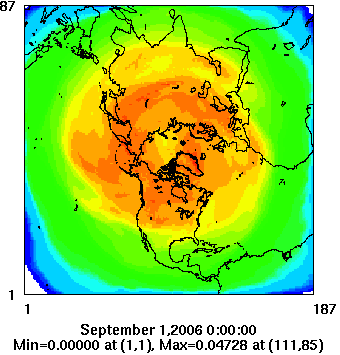 87
1
1 187
September 1,2006 0:00:00
Min=0.00000 at (1,1), Max=0.04728 at (111,85)